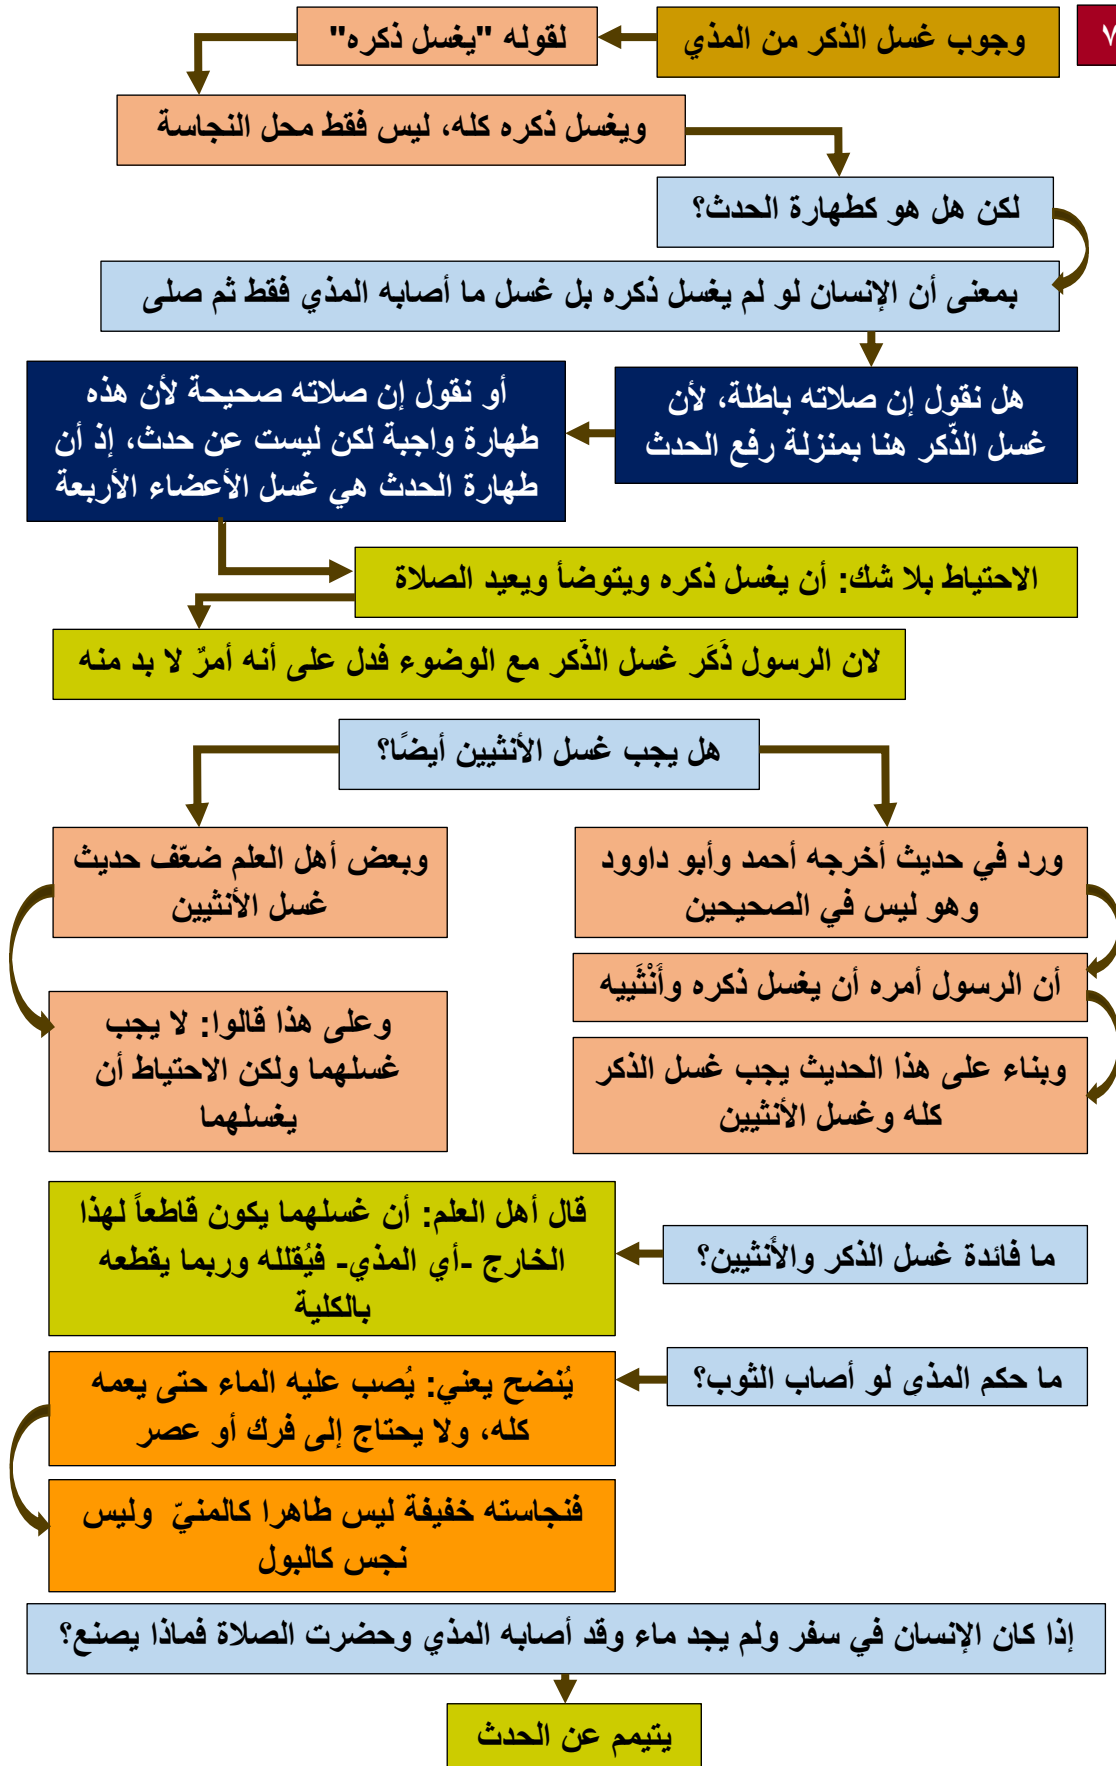 ٧
وجوب غسل الذكر من المذي
لقوله "يغسل ذكره"
ويغسل ذكره كله، ليس فقط محل النجاسة
لكن هل هو كطهارة الحدث؟
بمعنى أن الإنسان لو لم يغسل ذكره بل غسل ما أصابه المذي فقط ثم صلى
هل نقول إن صلاته باطلة، لأن
غسل الذّكر هنا بمنزلة رفع الحدث
أو نقول إن صلاته صحيحة لأن هذه
طهارة واجبة لكن ليست عن حدث، إذ أن
طهارة الحدث هي غسل الأعضاء الأربعة
الاحتياط بلا شك: أن يغسل ذكره ويتوضأ ويعيد الصلاة
لان الرسول ذَكَر غسل الذّكر مع الوضوء فدل على أنه أمرٌ لا بد منه
هل يجب غسل الأنثيين أيضًا؟
ورد في حديث أخرجه أحمد وأبو داوود
وهو ليس في الصحيحين
أن الرسول أمره أن يغسل ذكره وأُنْثَييه
وبناء على هذا الحديث يجب غسل الذكر
كله وغسل الأنثيين
وبعض أهل العلم ضعّف حديث
غسل الأنثيين
وعلى هذا قالوا: لا يجب
غسلهما ولكن الاحتياط أن
يغسلهما
ما فائدة غسل الذكر والأنثيين؟
قال أهل العلم: أن غسلهما يكون قاطعاً لهذا
الخارج -أي المذي- فيُقلله وربما يقطعه
بالكلية
ما حكم المذي لو أصاب الثوب؟
يُنضح يعني: يُصب عليه الماء حتى يعمه
كله، ولا يحتاج إلى فرك أو عصر
فنجاسته خفيفة ليس طاهرا كالمنيّ وليس
نجس كالبول
إذا كان الإنسان في سفر ولم يجد ماء وقد أصابه المذي وحضرت الصلاة فماذا يصنع؟
يتيمم عن الحدث